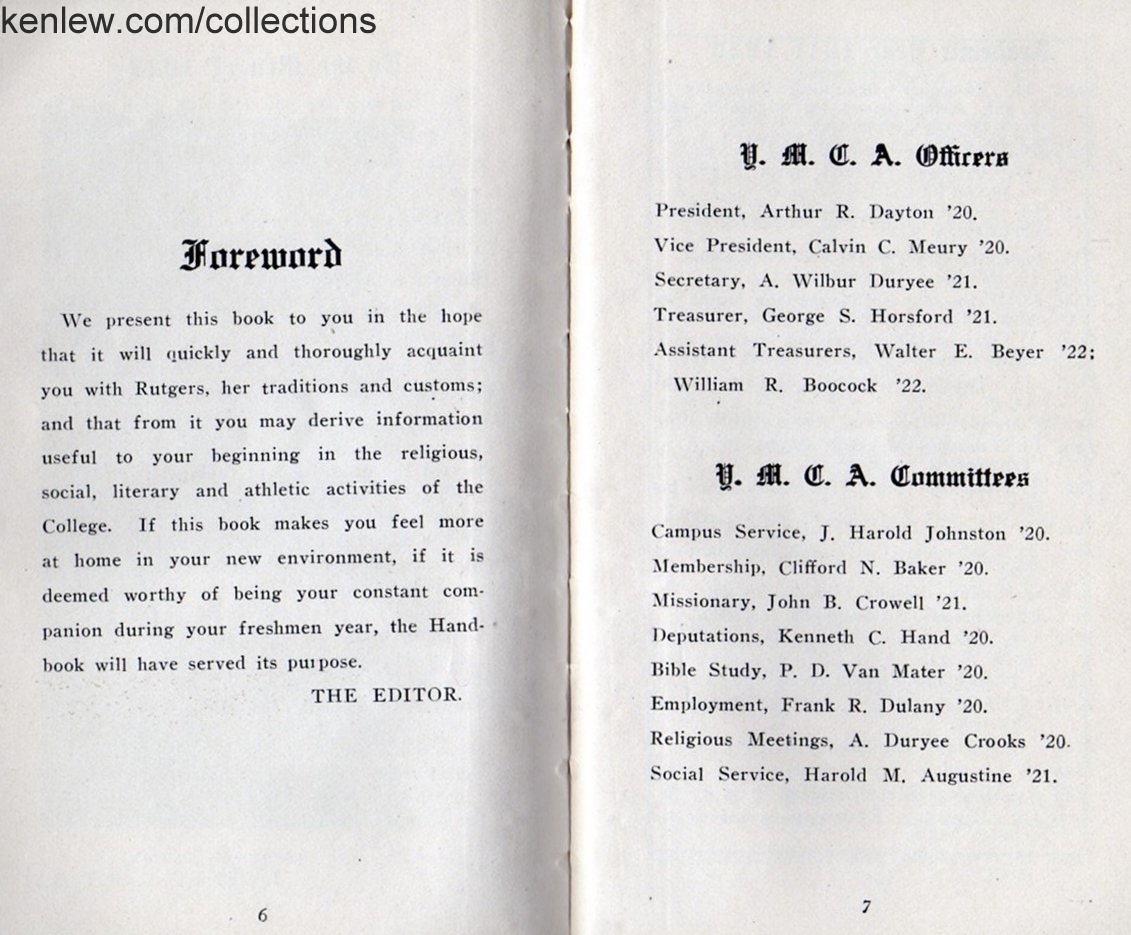 kenlew.com/collections
Foreword
We present this book to you in the hope
that it will quickly and thoroughly acquaint
you with Rutgers, her traditions and customs;
and that from it you may derive information
useful to your beginning in the religious,
social, literary and athletic activities of the
College. If this book makes you feel more
at home in your new environment, if it is
deemed worthy of being your constant com-
panion during your freshmen year, the Hand-
book will have served its purpose.
THE EDITOR.
6
Y. M. C. A. Officers
President, Arthur R. Dayton '20.
Vice President, Calvin C. Meury '20.
Secretary, A. Wilbur Duryee '21.
Treasurer, George S. Horsford '21.
Assistant Treasurers, Walter E. Beyer '22;
William R. Boocock '22.
Y. M. C. A. Committees
Campus Service, J. Harold Johnston '20.
Membership, Clifford N. Baker '20.
Missionary, John B. Crowell '21.
Deputations, Kenneth C. Hand '20.
Bible Study, P. D. Van Mater '20.
Employment, Frank R. Dulany '20.
Religious Meetings, A. Duryee Crooks '20.
Social Service, Harold M. Augustine '21.
7